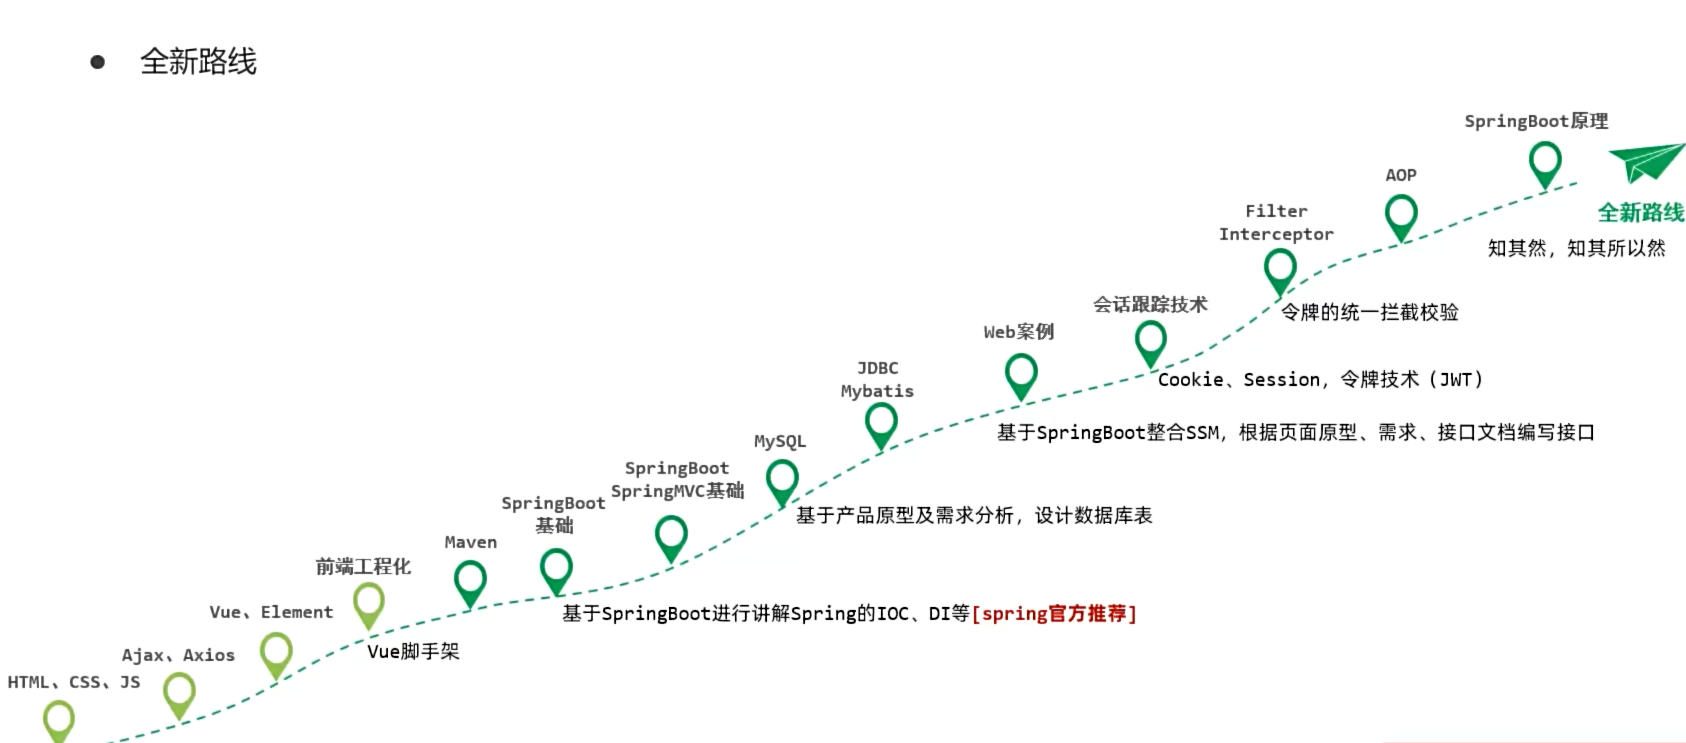 全新路线
SpringBoot原理
AOP
全新路线
Filter
Interceptor
知其然，知其所以然
会话跟踪技术
令牌的统一拦截校验
Web案例
JDBC
Mybatis
Cookie、Session，令牌技术（JWT）
基于SpringBoot整合SSM，根据页面原型、需求、接口文档编写接口
MySQL
SpringBoot
SpringMVC基础
SpringBoot
基础
基于产品原型及需求分析，设计数据库表
Maven
前端工程化
Vue、Element
基于SpringBoot进行讲解Spring的IOC、DI等[spring官方推荐]
Vue脚手架
Ajax、Axios
HTML、CSS、JS